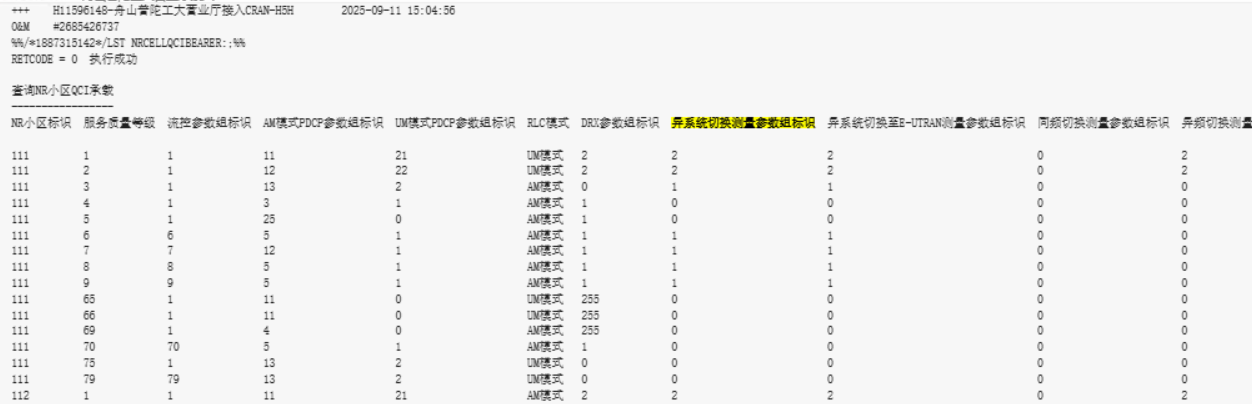 +++ H11596148-舟山普陀工大营业厅接入CRAN-H5H 2025-09-11 15:04:56
O&M #2685426737
%%/*1887315142*/LST NRCELLQCIBEARER:;%%
RETCODE = 0 执行成功
查询NR小区QCI承载
-----------------
NR小区标识 服务质量等级 流控参数组标识 AM模式PDCP参数组标识 UM模式PDCP参数组标识 RLC模式 DRX参数组标识 异系统切换测量参数组标识 异系统切换至E-UTRAN测量参数组标识 同频切换测量参数组标识 异频切换测量
111 1 1 11 21 UM模式 2 2 2 0 2
111 2 1 12 22 UM模式 2 2 2 0 2
111 3 1 13 2 AM模式 0 1 1 0 0
111 4 1 3 1 AM模式 1 0 0 0 0
111 5 1 25 0 AM模式 1 0 0 0 0
111 6 6 5 1 AM模式 1 1 1 0 0
111 7 7 12 1 AM模式 1 1 1 0 0
111 8 8 5 1 AM模式 1 1 1 0 0
111 9 9 5 1 AM模式 1 1 1 0 0
111 65 1 11 0 UM模式 255 0 0 0 0
111 66 1 11 0 UM模式 255 0 0 0 0
111 69 1 4 0 AM模式 255 0 0 0 0
111 70 70 5 1 AM模式 1 0 0 0 0
111 75 1 13 2 UM模式 0 0 0 0 0
111 79 79 13 2 UM模式 0 0 0 0 0
112 1 1 11 21 AM模式 2 2 2 0 2